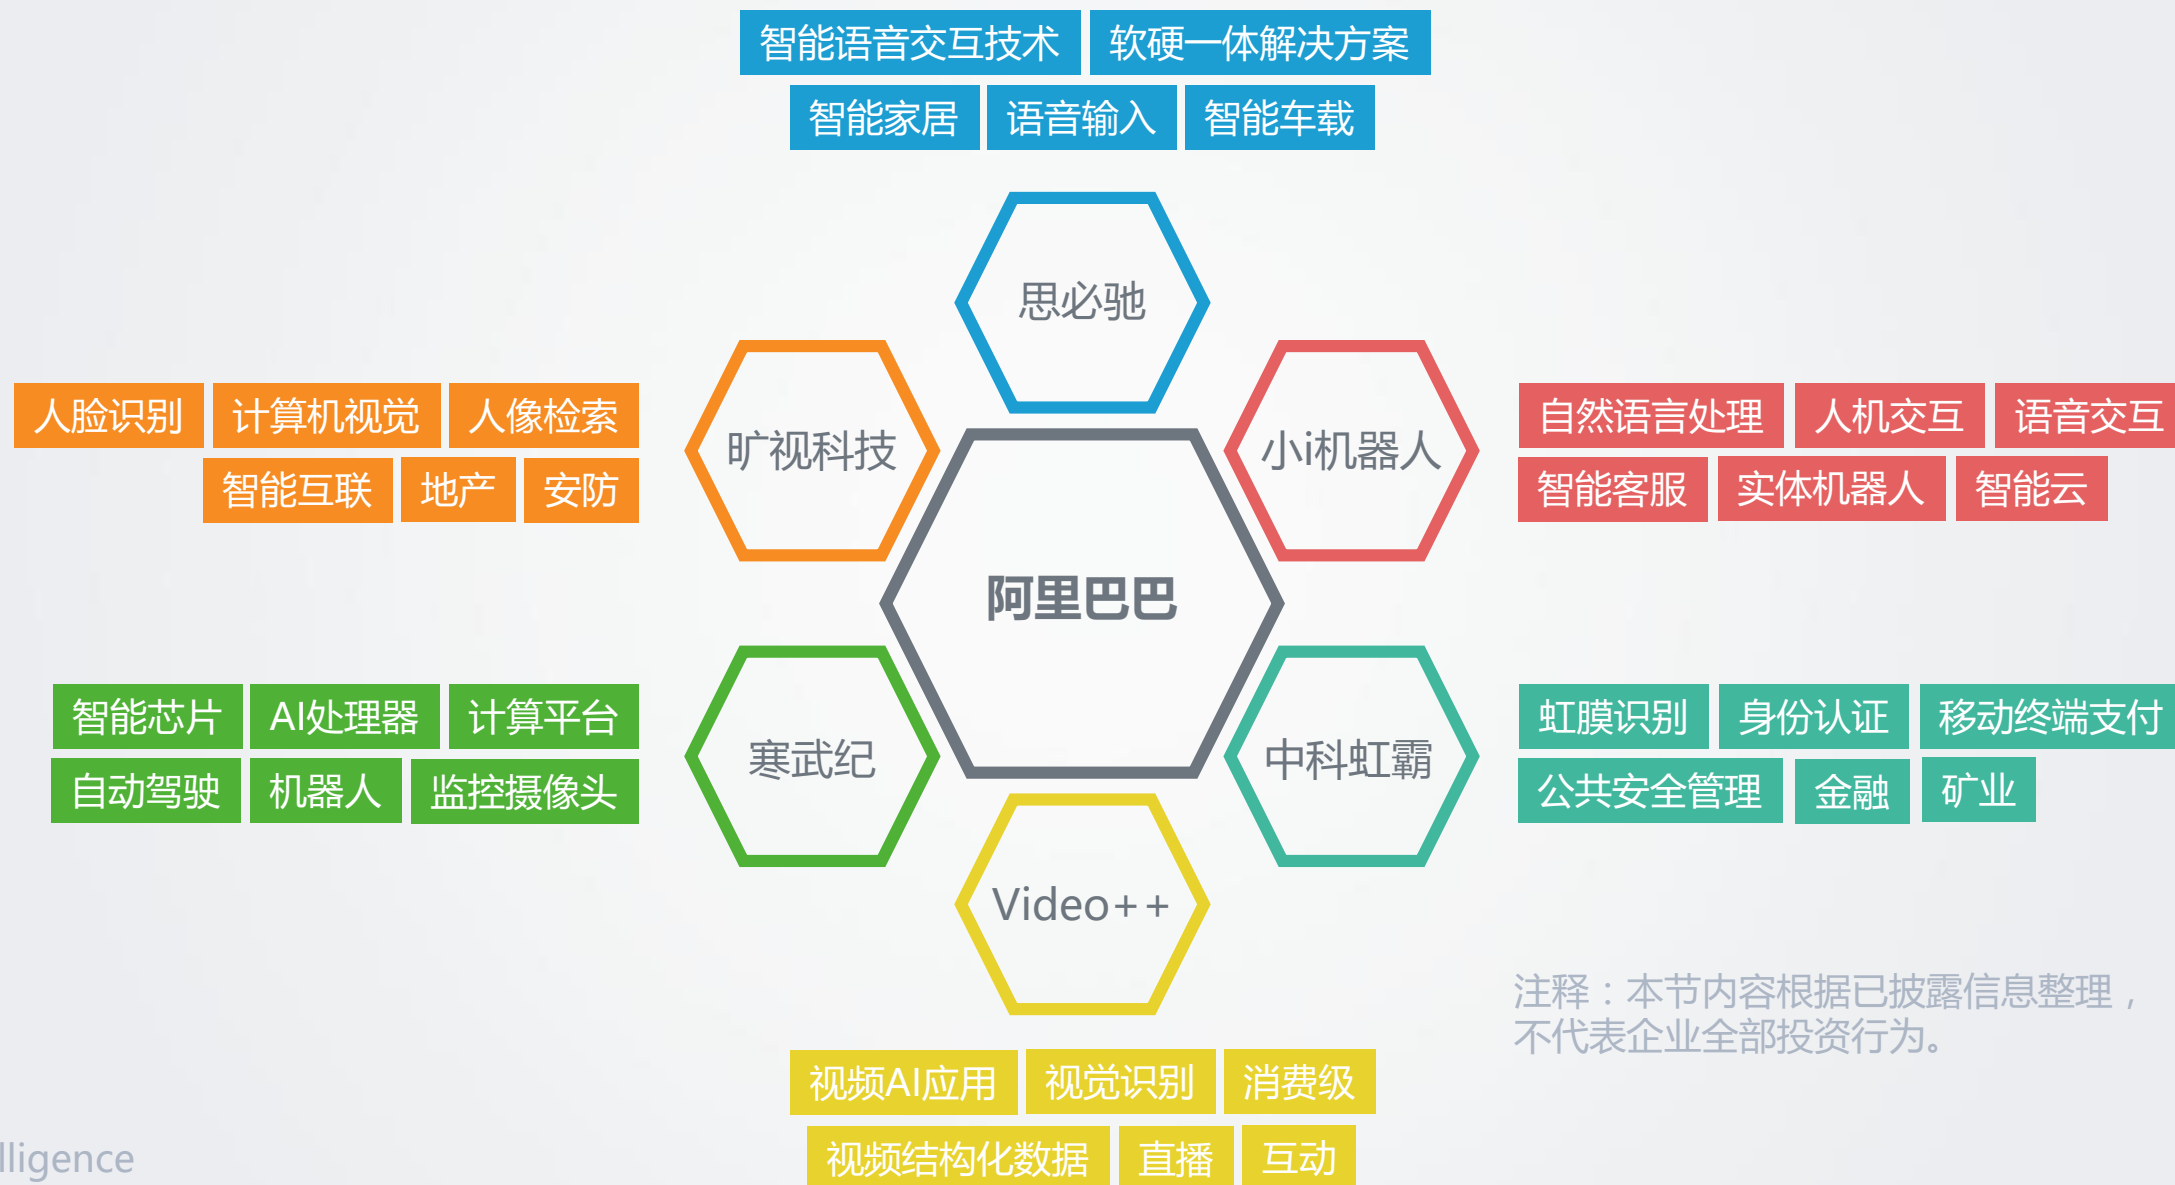 智能语音交互技术 软硬一体解决方案
智能家居 语音输入 智能车载
思必驰
人脸识别 计算机视觉 人像检索
智能互联 地产 安防
旷视科技
小i机器人
自然语言处理 人机交互 语音交互
智能客服 实体机器人 智能云
阿里巴巴
智能芯片 AI处理器 计算平台
自动驾驶 机器人 监控摄像头
寒武纪
中科虹霸
虹膜识别 身份认证 移动终端支付
公共安全管理 金融 矿业
Video++
视频AI应用 视觉识别 消费级
视频结构化数据 直播 互动
注释：本节内容根据已披露信息整理，
不代表企业全部投资行为。
lligence